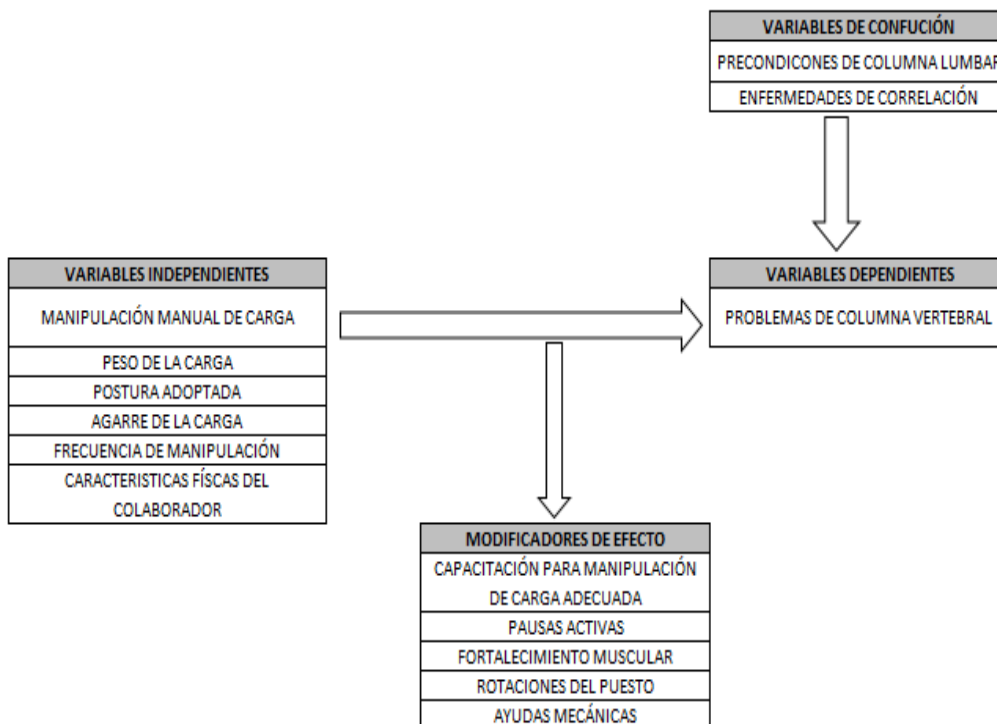 VARIABLES DE CONFUCIÓN
PRECONDICONES DE COLUMNA LUMBAR
ENFERMEDADES DE CORRELACIÓN
VARIABLES INDEPENDIENTES
MANIPULACIÓN MANUAL DE CARGA
PESO DE LA CARGA
POSTURA ADOPTADA
AGARRE DE LA CARGA
FRECUENCIA DE MANIPULACIÓN
CARACTERISTICAS FÍSCAS DEL
COLABORADOR
VARIABLES DEPENDIENTES
PROBLEMAS DE COLUMNA VERTEBRAL
MODIFICADORES DE EFECTO
CAPACITACIÓN PARA MANIPULACIÓN
DE CARGA ADECUADA
PAUSAS ACTIVAS
FORTALECIMIENTO MUSCULAR
ROTACIONES DEL PUESTO
AYUDAS MECÁNICAS